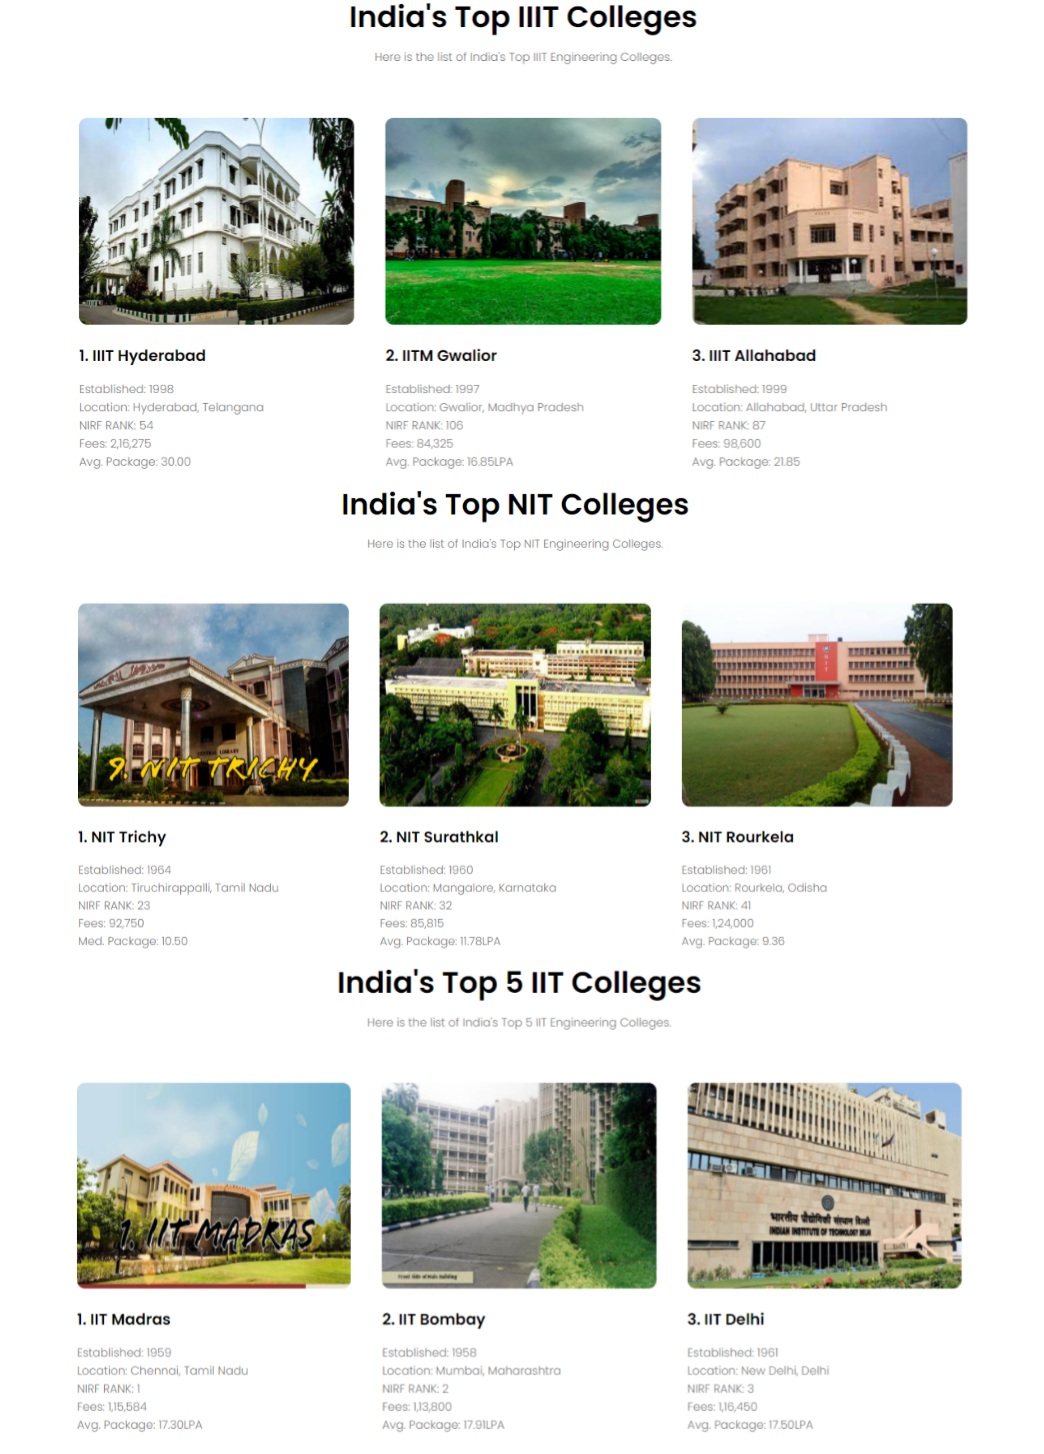 India's Top IIIT Colleges
Here is the list of India's Top IIIT Engineering Colleges.
1. IIIT Hyderabad
Established: 1998
Location: Hyderabad, Telangana
NIRF RANK: 54
Fees: 2,16,275
Avg. Package: 30.00
2. IITM Gwalior
Established: 1997
Location: Gwalior, Madhya Pradesh
NIRF RANK: 106
Fees: 84,325
Avg. Package: 16.85LPA
3. IIIT Allahabad
Established: 1999
Location: Allahabad, Uttar Pradesh
NIRF RANK: 87
Fees: 98,600
Avg. Package: 21.85
India's Top NIT Colleges
Here is the list of India's Top NIT Engineering Colleges.
CENTRAL LIBRARY
9. NIT TRICHY
NIT
1. NIT Trichy
Established: 1964
Location: Tiruchirappalli, Tamil Nadu
NIRF RANK: 23
Fees: 92,750
Med. Package: 10.50
2. NIT Surathkal
Established: 1960
Location: Mangalore, Karnataka
NIRF RANK: 32
Fees: 85,815
Avg. Package: 11.78LPA
3. NIT Rourkela
Established: 1961
Location: Rourkela, Odisha
NIRF RANK: 41
Fees: 1,24,000
Avg. Package: 9.36
India's Top 5 IIT Colleges
Here is the list of India's Top 5 IIT Engineering Colleges.
1. IIT MADRAS
Front Side of Main Building
भारतीय प्रौद्योगिकी संस्थान दिल्ली
INDIAN INSTITUTE OF TECHNOLOGY DELHI
1. IIT Madras
Established: 1959
Location: Chennai, Tamil Nadu
NIRF RANK: 1
Fees: 1,15,584
Avg. Package: 17.30LPA
2. IIT Bombay
Established: 1958
Location: Mumbai, Maharashtra
NIRF RANK: 2
Fees: 1,13,800
Avg. Package: 17.91LPA
3. IIT Delhi
Established: 1961
Location: New Delhi, Delhi
NIRF RANK: 3
Fees: 1,16,450
Avg. Package: 17.50LPA